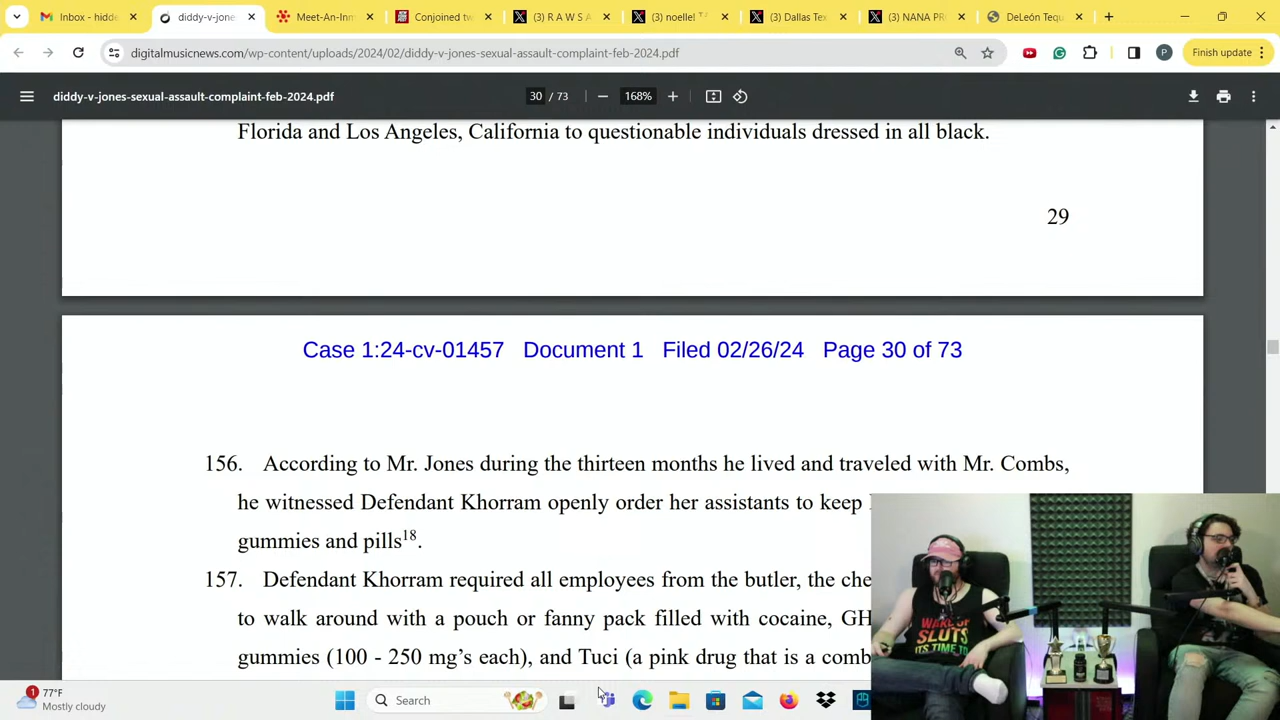 Inbox - hidde
diddy-v-jone
Meet-An-Inm
Conjoined tw
(3) R A W S A
(3) noelle!
(3) Dallas Tex
(3) NANA PR
DeLeón Tequ
digitalmusicnews.com/wp-content/uploads/2024/02/diddy-v-jones-sexual-assault-complaint-feb-2024.pdf
P
Finish update
diddy-v-jones-sexual-assault-complaint-feb-2024.pdf
30 / 73
168%
Florida and Los Angeles, California to questionable individuals dressed in all black.
29
Case 1:24-cv-01457 Document 1 Filed 02/26/24 Page 30 of 73
156. According to Mr. Jones during the thirteen months he lived and traveled with Mr. Combs,
he witnessed Defendant Khorram openly order her assistants to keep
gummies and pills18.
157. Defendant Khorram required all employees from the butler, the che
to walk around with a pouch or fanny pack filled with cocaine, GH
gummies (100 - 250 mg's each), and Tuci (a pink drug that is a comb
WAKE UP
SLUTS
ITS TIME TO
1
77°F
Mostly cloudy
Search